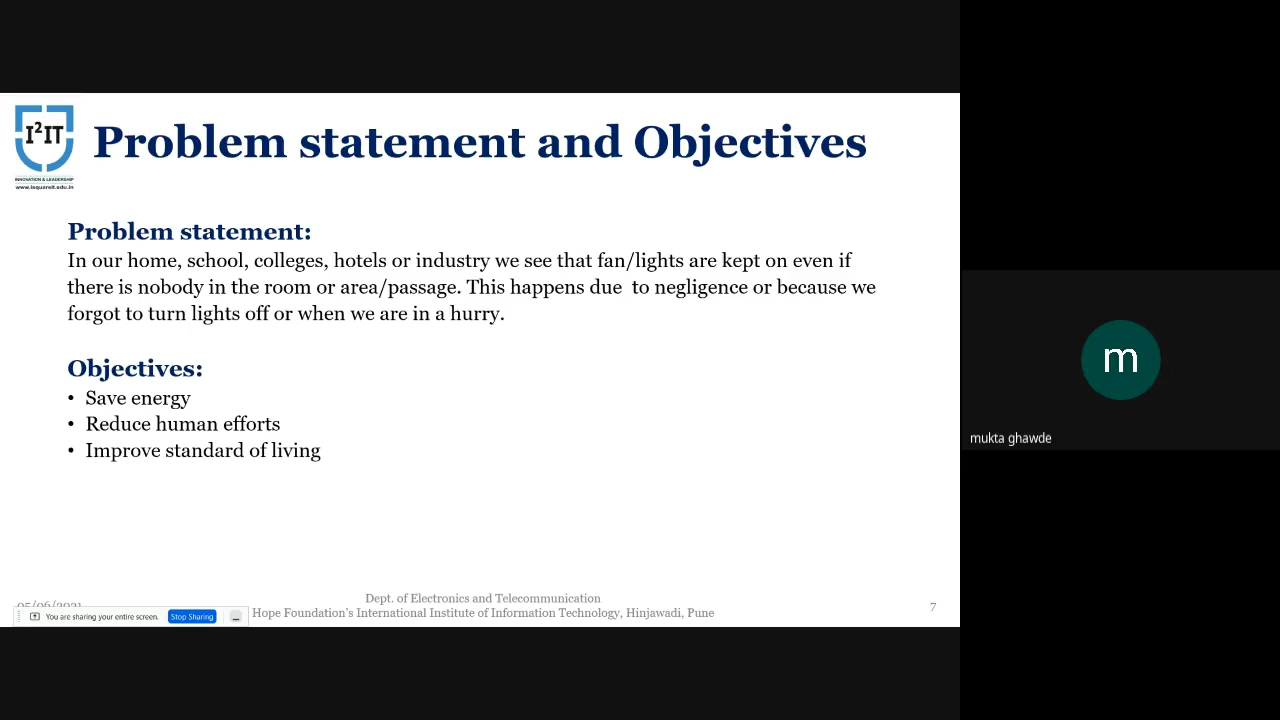 I²IT
INNOVATION & LEADERSHIP
www.isquareit.edu.in
Problem statement and Objectives
Problem statement:
In our home, school, colleges, hotels or industry we see that fan/lights are kept on even if
there is nobody in the room or area/passage. This happens due  to negligence or because we
forgot to turn lights off or when we are in a hurry.
Objectives:
• Save energy
• Reduce human efforts
• Improve standard of living
Dept. of Electronics and Telecommunication
Hope Foundation's International Institute of Information Technology, Hinjawadi, Pune
05/06/2021
7
You are sharing your entire screen.
Stop Sharing
m
mukta ghawde